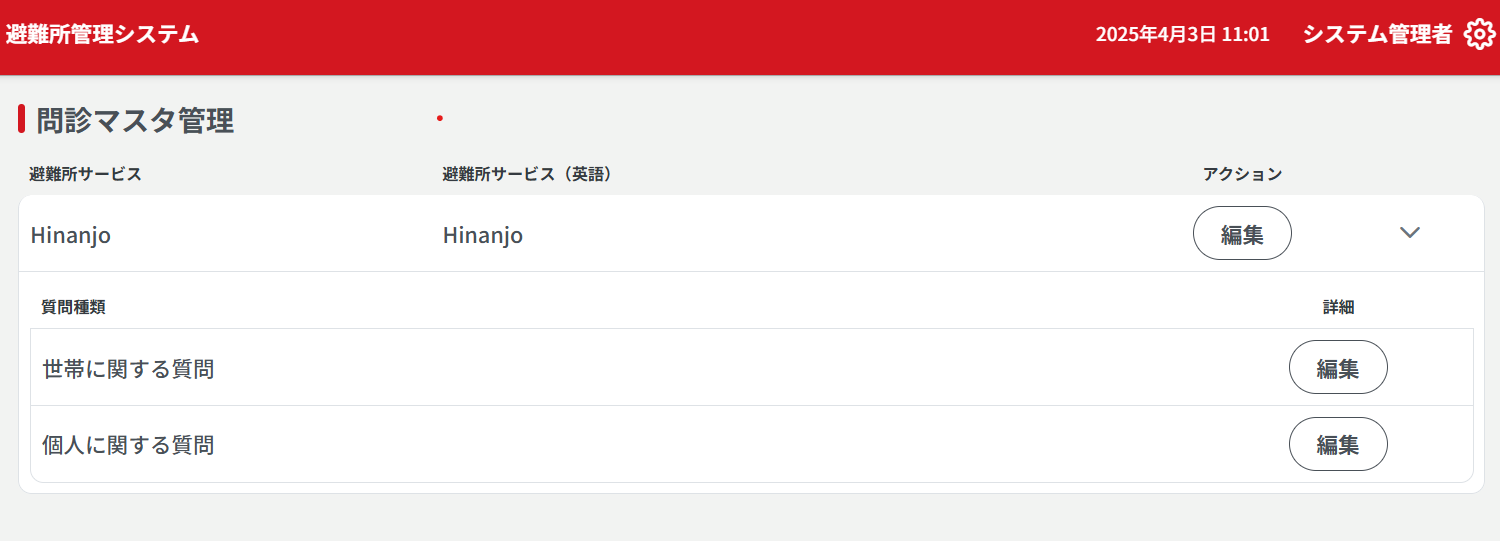 避難所管理システム 2025年4月3日 11:01 システム管理者
問診マスタ管理
避難所サービス 避難所サービス（英語） アクション
Hinanjo Hinanjo 編集
質問種類 詳細
世帯に関する質問 編集
個人に関する質問 編集